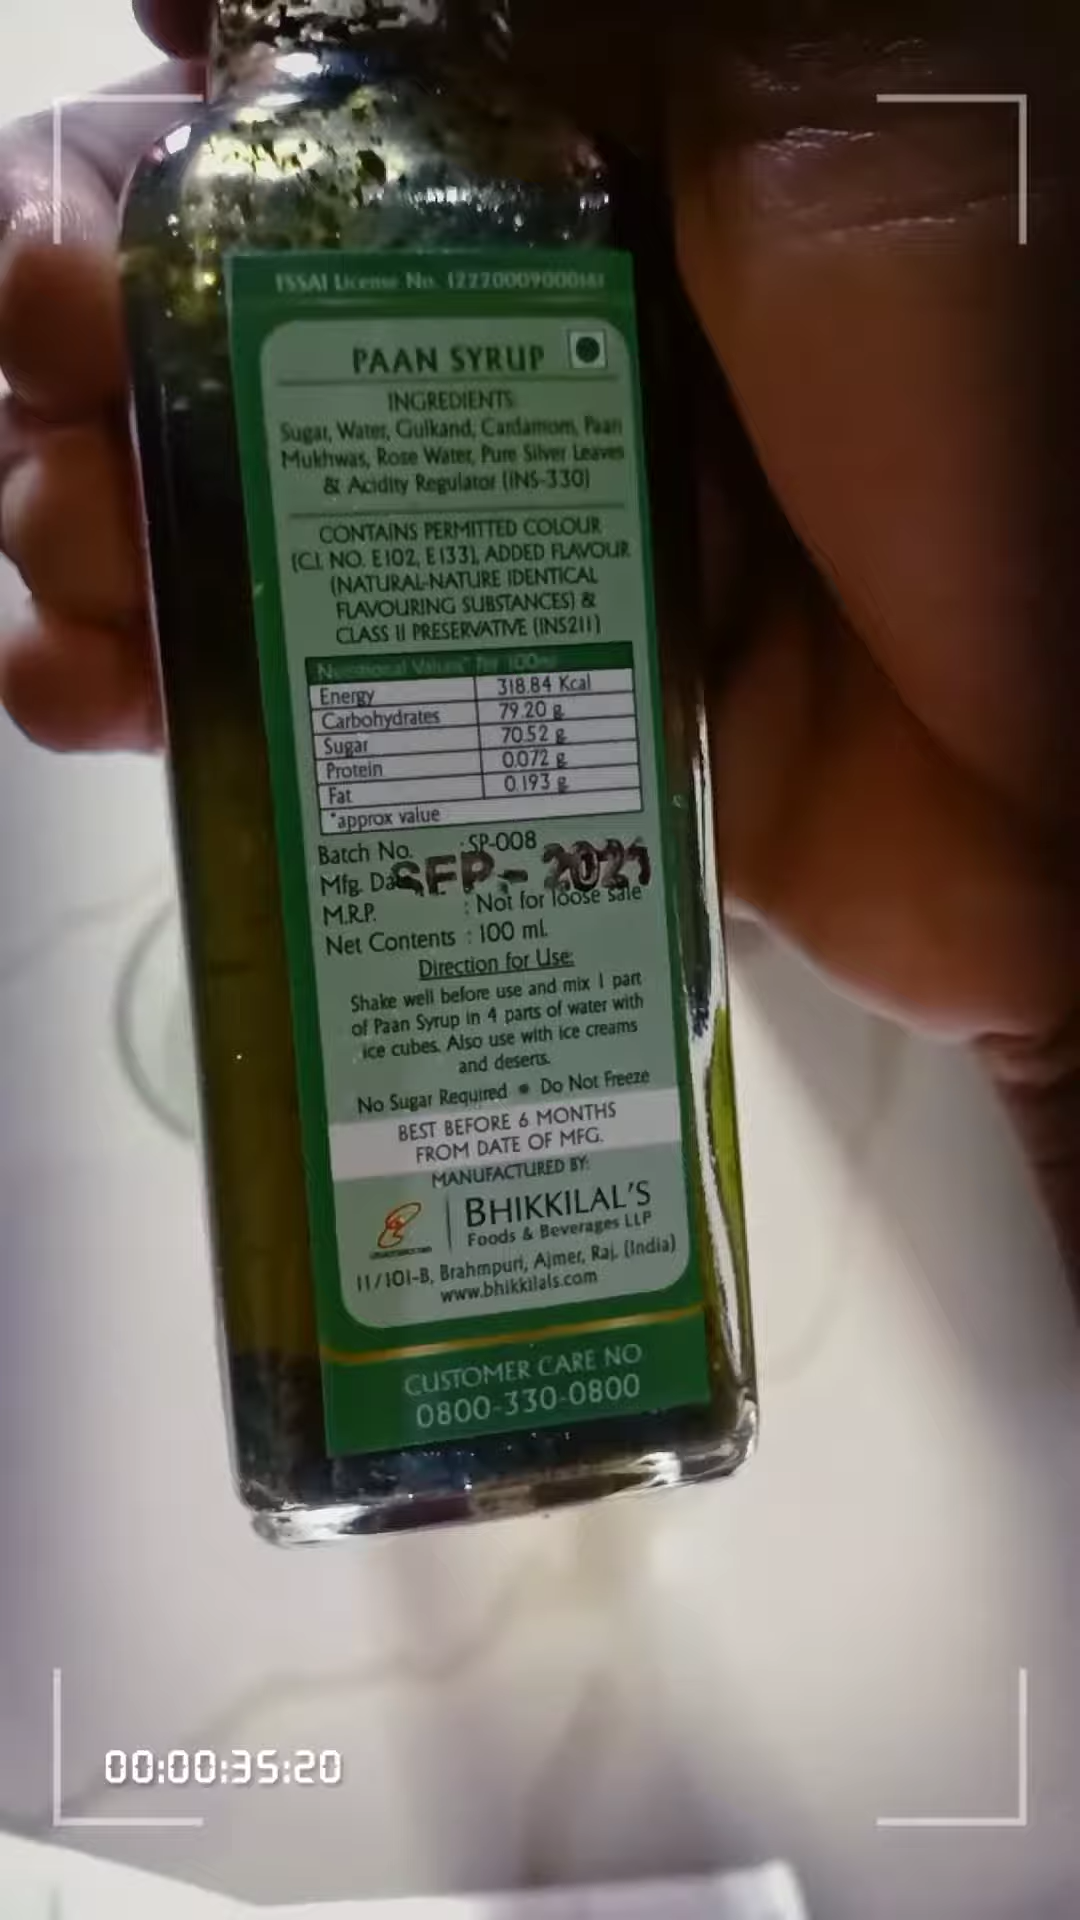 FSSAI License No. 12220009000161
PAAN SYRUP
INGREDIENTS
Sugar, Water, Gulkand, Cardamom, Paan
Mukhwas, Rose Water, Pure Silver Leaves
& Acidity Regulator (INS-330)
CONTAINS PERMITTED COLOUR
(C.I. NO. E102, E133), ADDED FLAVOUR
(NATURAL-NATURE IDENTICAL
FLAVOURING SUBSTANCES) &
CLASS II PRESERVATIVE (INS211)
Nutritional Values* Per 100ml
Energy 318.84 Kcal
Carbohydrates 79.20 g
Sugar 70.52 g
Protein 0.072 g
Fat 0.193 g
*approx value
Batch No. : SP-008
Mfg. Date SEP - 2021
M.R.P. : Not for loose sale
Net Contents : 100 ml.
Direction for Use:
Shake well before use and mix 1 part
of Paan Syrup in 4 parts of water with
ice cubes. Also use with ice creams
and deserts.
No Sugar Required • Do Not Freeze
BEST BEFORE 6 MONTHS
FROM DATE OF MFG.
MANUFACTURED BY:
BHIKKILAL'S
Foods & Beverages LLP
11/101-B, Brahmpuri, Ajmer, Raj. (India)
www.bhikkilals.com
CUSTOMER CARE NO
0800-330-0800
00:00:35:20